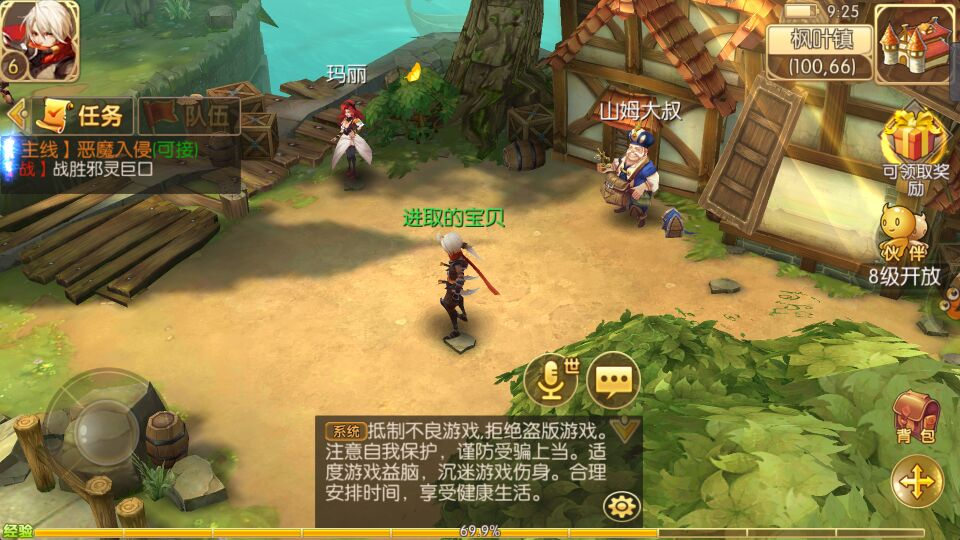 9:25
枫叶镇
(100,66)
6
玛丽
山姆大叔
任务
队伍
主线】恶魔入侵(可接)
战】战胜邪灵巨口
可领取奖
励
进取的宝贝
伙伴
8级开放
世
系统 抵制不良游戏,拒绝盗版游戏。
注意自我保护，谨防受骗上当。适
度游戏益脑，沉迷游戏伤身。合理
安排时间，享受健康生活。
背包
经验
69.9%